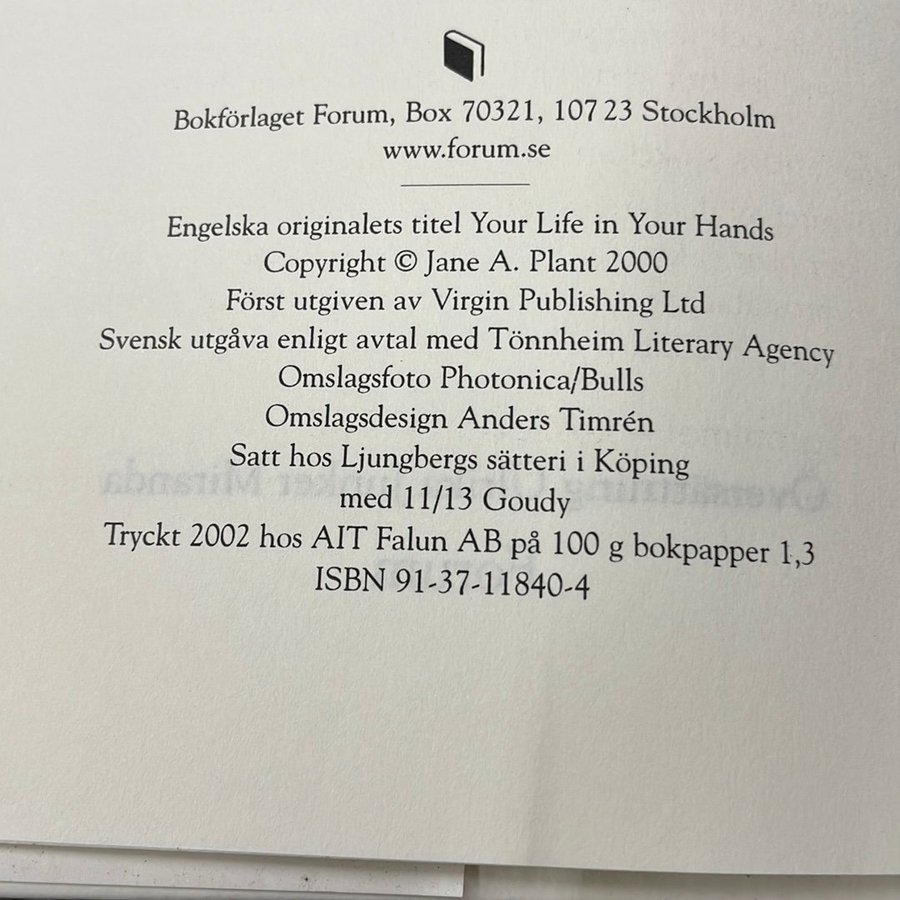 Bokförlaget Forum, Box 70321, 107 23 Stockholm
www.forum.se
Engelska originalets titel Your Life in Your Hands
Copyright © Jane A. Plant 2000
Först utgiven av Virgin Publishing Ltd
Svensk utgåva enligt avtal med Tönnheim Literary Agency
Omslagsfoto Photonica/Bulls
Omslagsdesign Anders Timrén
Satt hos Ljungbergs sätteri i Köping
med 11/13 Goudy
Tryckt 2002 hos AIT Falun AB på 100 g bokpapper 1,3
ISBN 91-37-11840-4